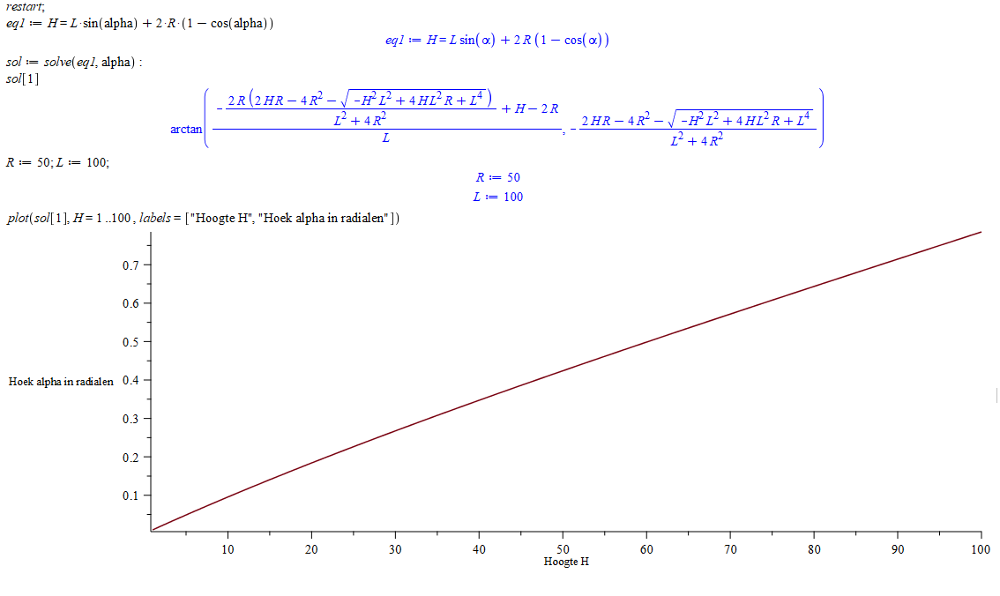 restart;
eq1 := H = L·sin(alpha) + 2·R·(1 − cos(alpha))
eq1 := H = L sin(α) + 2 R (1 − cos(α))
sol := solve(eq1, alpha) :
sol[1]
arctan( (−(2 R (2 H R − 4 R² − √(−H² L² + 4 H L² R + L⁴)))/(L² + 4 R²) + H − 2 R)/L, −(2 H R − 4 R² − √(−H² L² + 4 H L² R + L⁴))/(L² + 4 R²) )
R := 50; L := 100;
R := 50
L := 100
plot(sol[1], H = 1 ..100, labels = ["Hoogte H", "Hoek alpha in radialen"])
0.7
0.6
0.5
Hoek alpha in radialen 0.4
0.3
0.2
0.1
10 20 30 40 50 60 70 80 90 100
Hoogte H